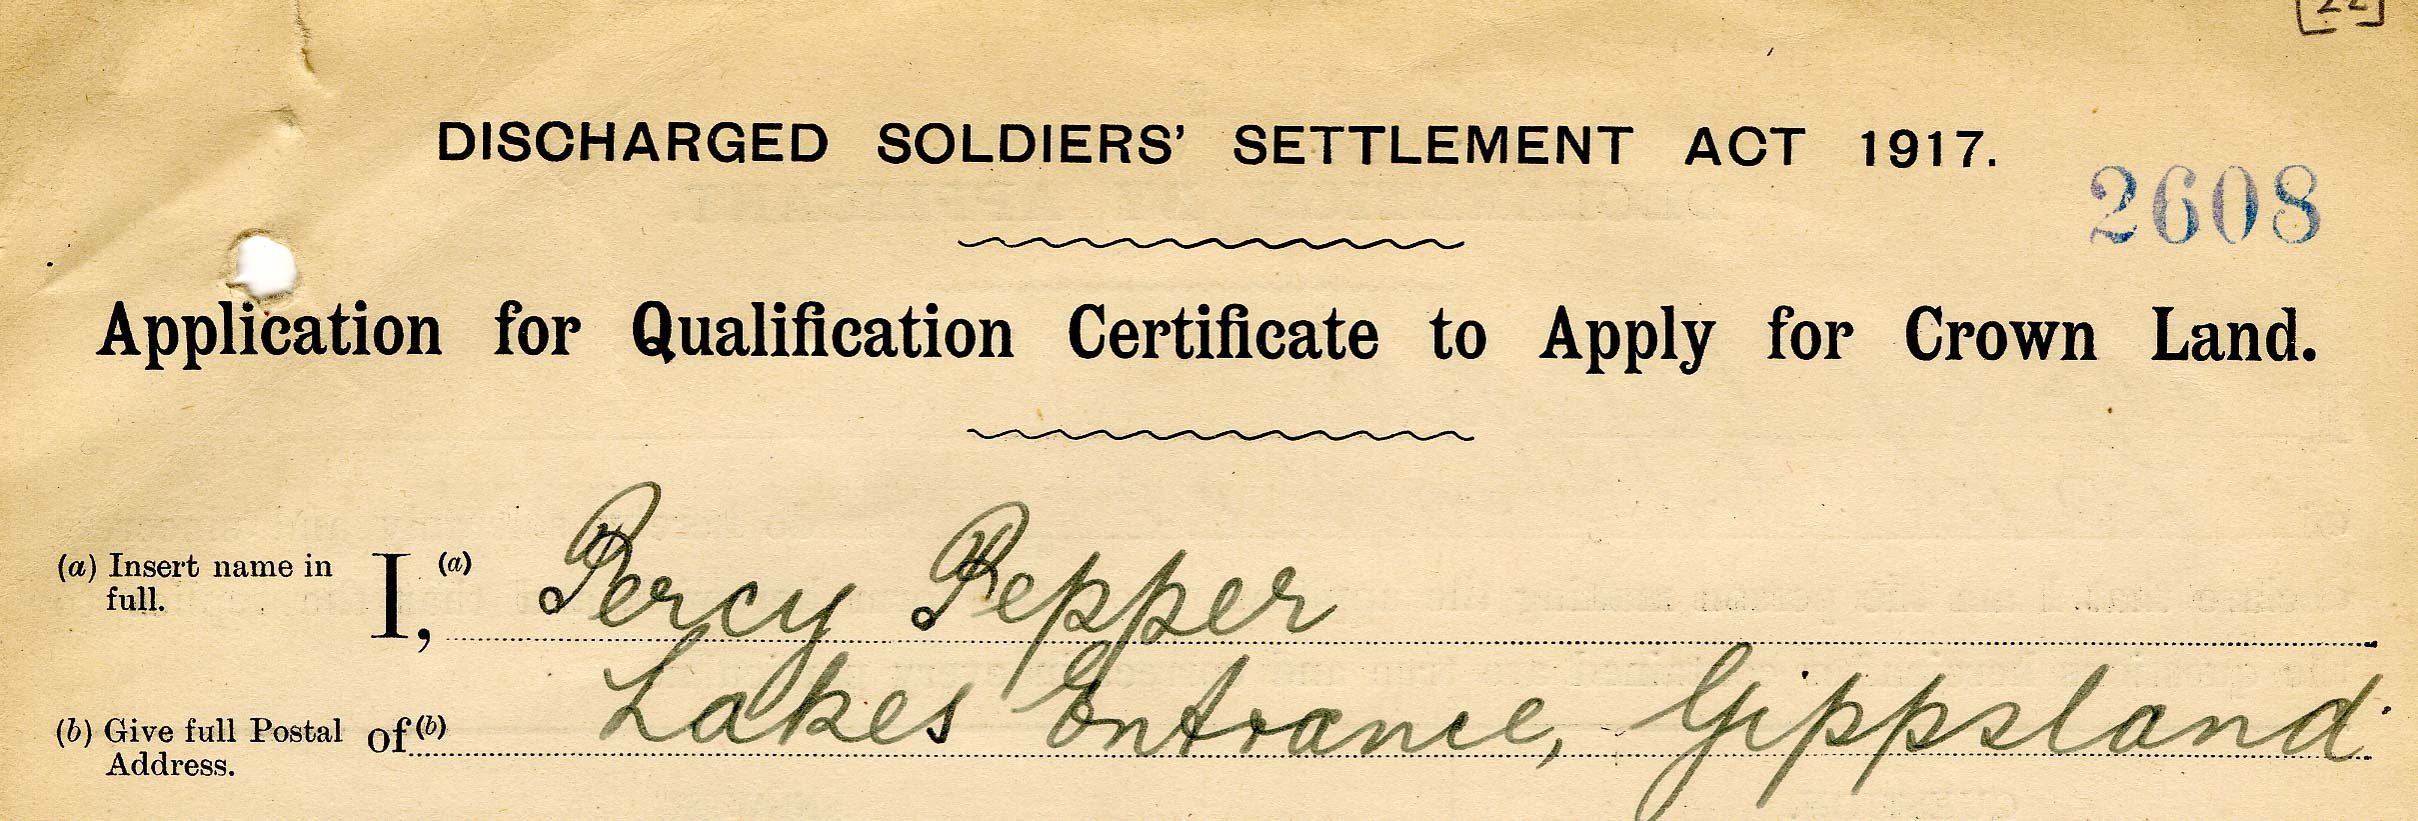 [22]
DISCHARGED SOLDIERS' SETTLEMENT ACT 1917.
2608
Application for Qualification Certificate to Apply for Crown Land.
(a) Insert name in full. I, (a) Percy Pepper
(b) Give full Postal Address. of (b) Lakes Entrance, Gippsland.